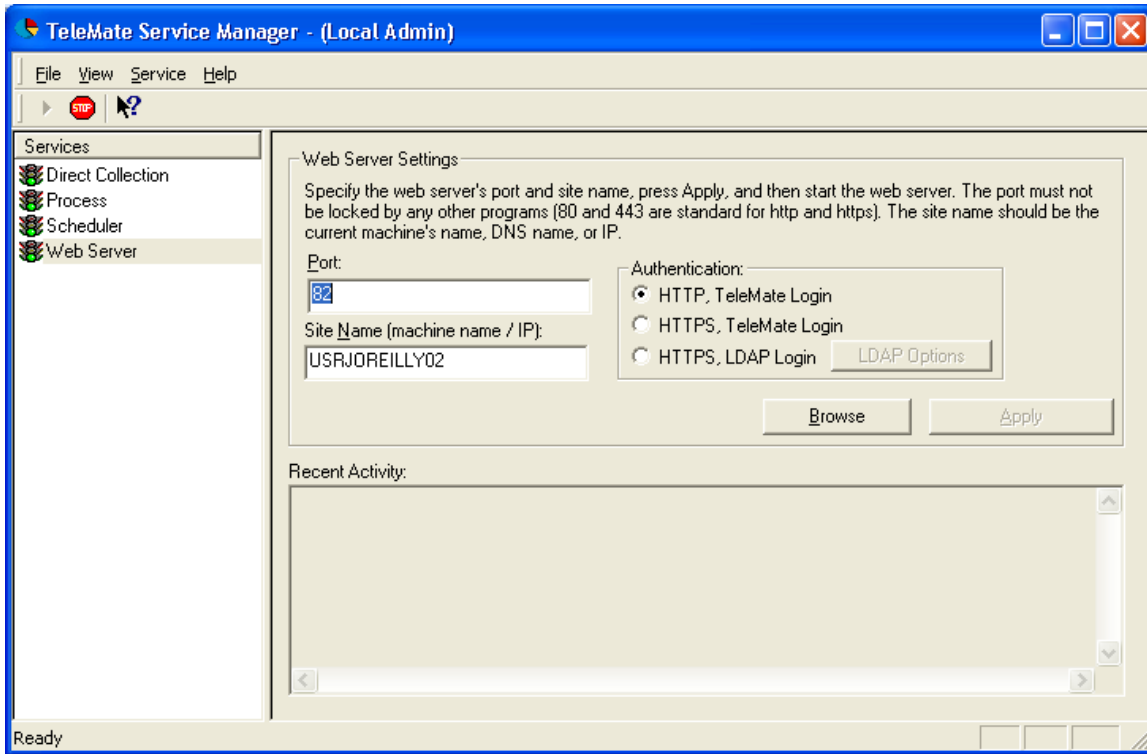 TeleMate Service Manager - (Local Admin)
File View Service Help
STOP
Services
Direct Collection
Process
Scheduler
Web Server
Web Server Settings
Specify the web server's port and site name, press Apply, and then start the web server. The port must not
be locked by any other programs (80 and 443 are standard for http and https). The site name should be the
current machine's name, DNS name, or IP.
Port:
82
Site Name (machine name / IP):
USRJOREILLY02
Authentication:
HTTP, TeleMate Login
HTTPS, TeleMate Login
HTTPS, LDAP Login LDAP Options
Browse Apply
Recent Activity:
Ready